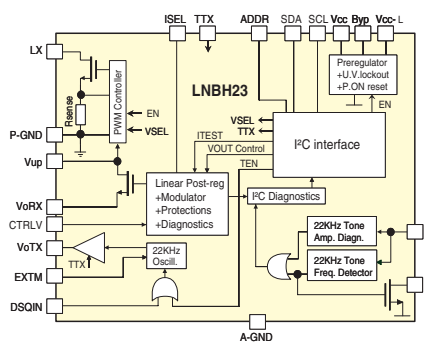 ISEL TTX ADDR SDA SCL Vcc Byp Vcc-L
LX
Rsense
PWM Controller
EN
VSEL
P-GND
Vup
VoRX
CTRLV
VoTX
TTX
EXTM
DSQIN
LNBH23
Preregulator
+U.V.lockout
+P.ON reset
EN
VSEL
TTX
ITEST
VOUT Control
TEN
I²C interface
Linear Post-reg
+Modulator
+Protections
+Diagnostics
I²C Diagnostics
22KHz
Oscill.
22KHz Tone
Amp. Diagn.
22KHz Tone
Freq. Detector
A-GND